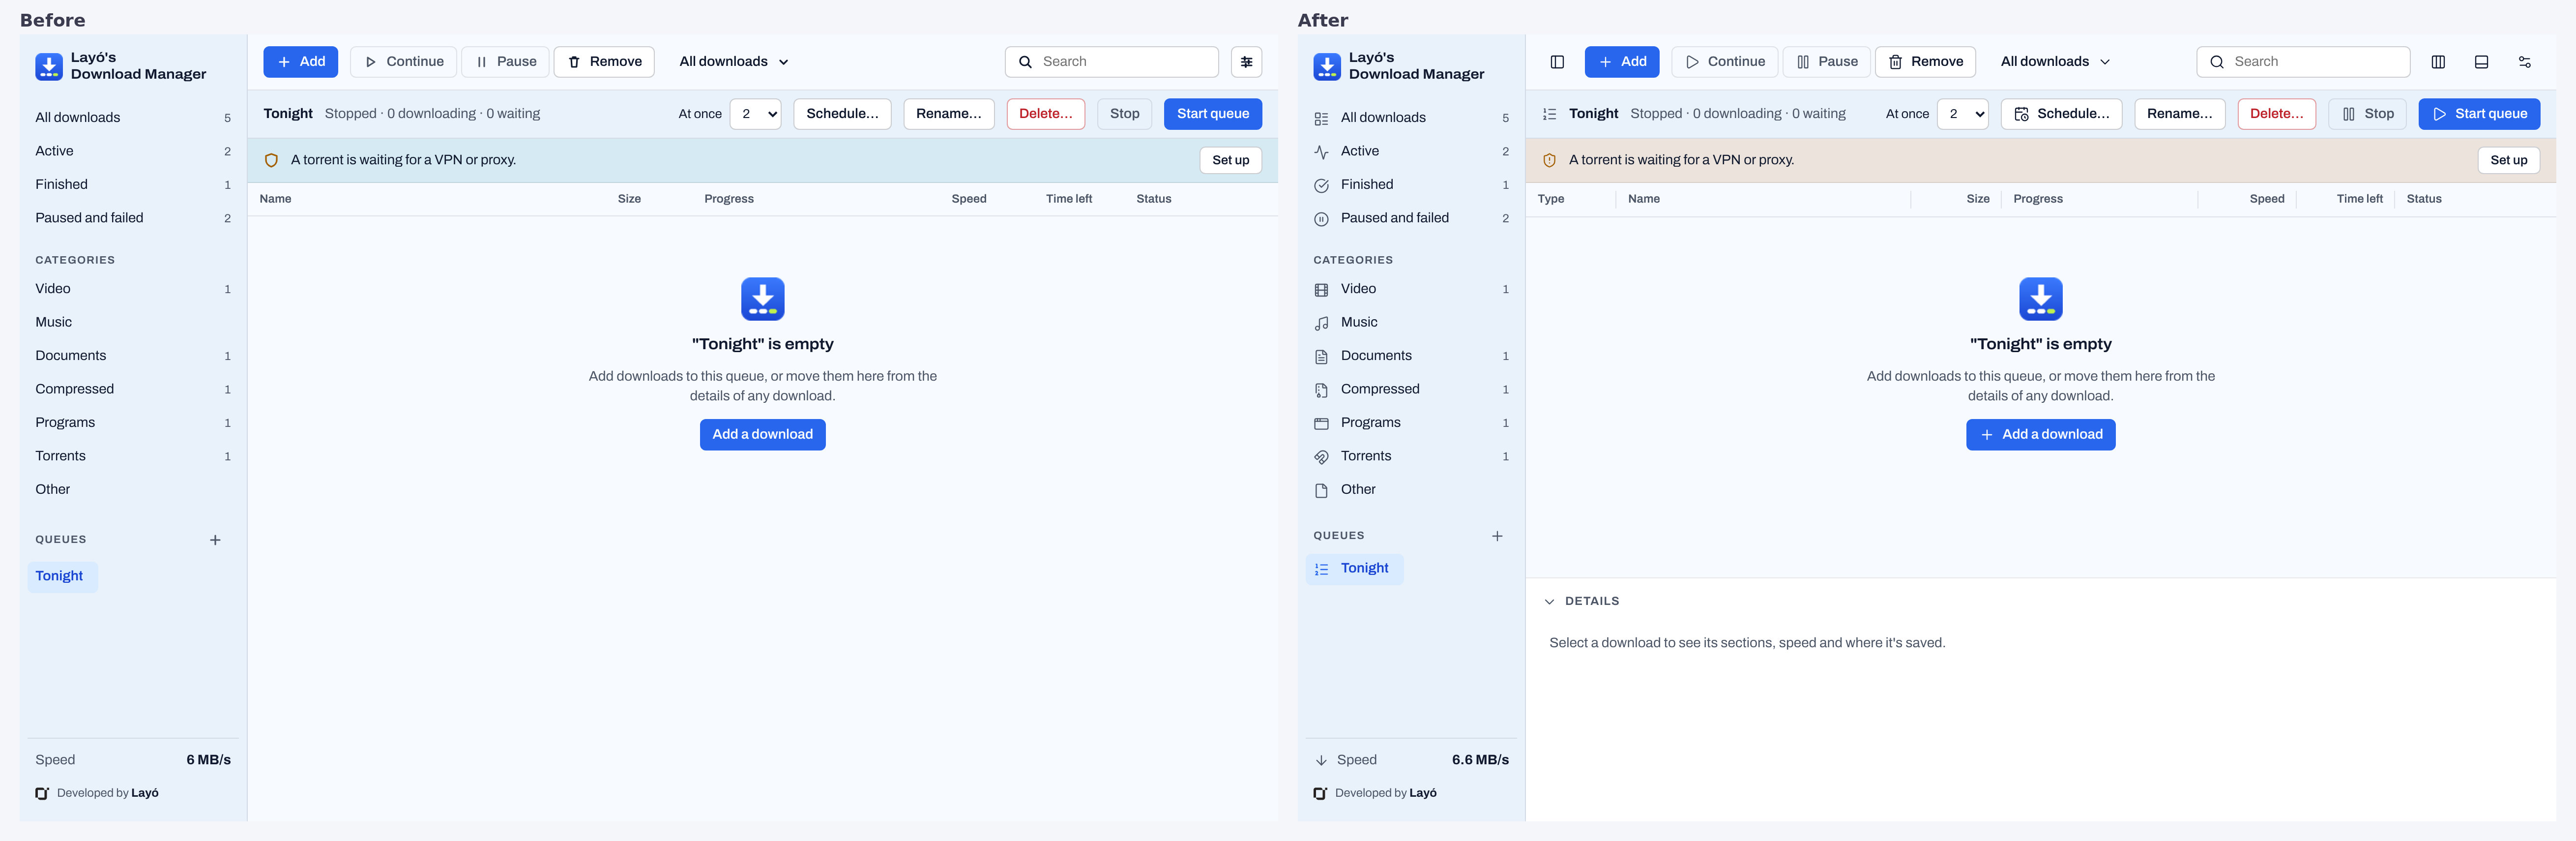 Before
Layó's
Download Manager
All downloads 5
Active 2
Finished 1
Paused and failed 2
CATEGORIES
Video 1
Music
Documents 1
Compressed 1
Programs 1
Torrents 1
Other
QUEUES
Tonight
Speed 6 MB/s
Developed by Layó
Add Continue Pause Remove All downloads Search
Tonight Stopped · 0 downloading · 0 waiting At once 2 Schedule... Rename... Delete... Stop Start queue
A torrent is waiting for a VPN or proxy. Set up
Name Size Progress Speed Time left Status
"Tonight" is empty
Add downloads to this queue, or move them here from the
details of any download.
Add a download
After
Layó's
Download Manager
All downloads 5
Active 2
Finished 1
Paused and failed 2
CATEGORIES
Video 1
Music
Documents 1
Compressed 1
Programs 1
Torrents 1
Other
QUEUES
Tonight
Speed 6.6 MB/s
Developed by Layó
Add Continue Pause Remove All downloads Search
Tonight Stopped · 0 downloading · 0 waiting At once 2 Schedule... Rename... Delete... Stop Start queue
A torrent is waiting for a VPN or proxy. Set up
Type Name Size Progress Speed Time left Status
"Tonight" is empty
Add downloads to this queue, or move them here from the
details of any download.
Add a download
DETAILS
Select a download to see its sections, speed and where it's saved.